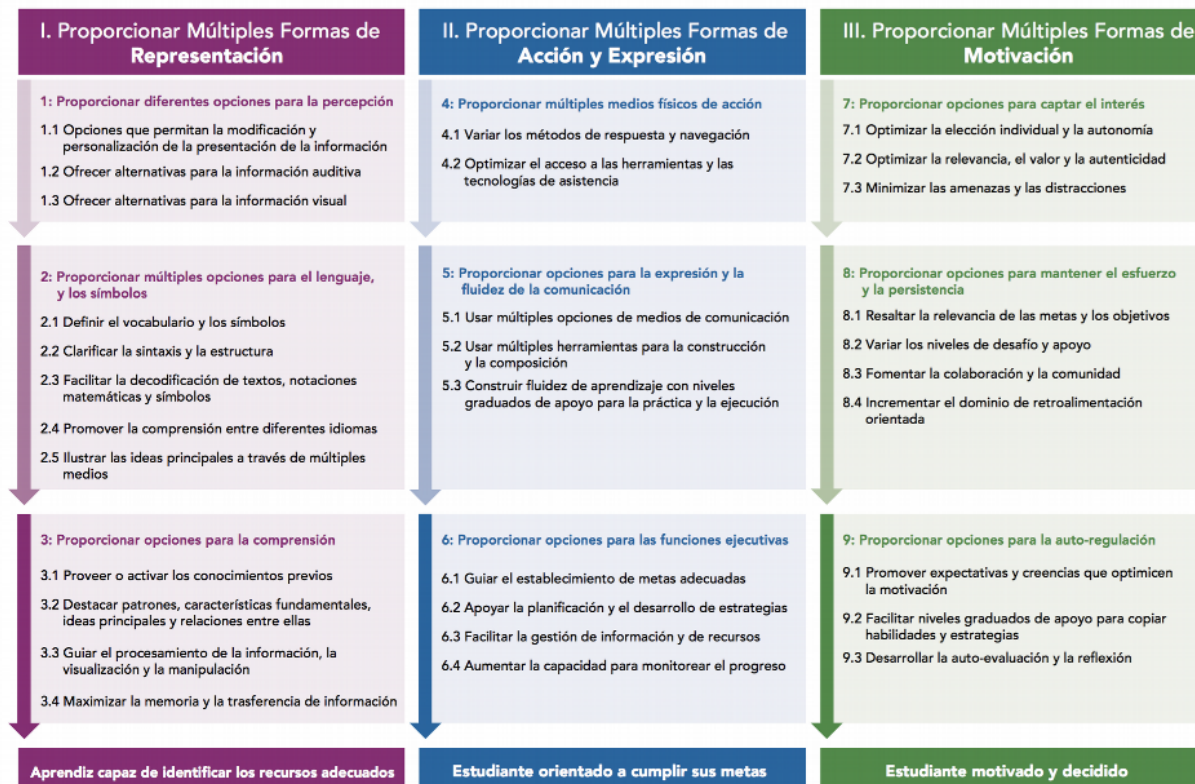 I. Proporcionar Múltiples Formas de
Representación
1: Proporcionar diferentes opciones para la percepción
1.1 Opciones que permitan la modificación y
personalización de la presentación de la información
1.2 Ofrecer alternativas para la información auditiva
1.3 Ofrecer alternativas para la información visual
2: Proporcionar múltiples opciones para el lenguaje,
y los símbolos
2.1 Definir el vocabulario y los símbolos
2.2 Clarificar la sintaxis y la estructura
2.3 Facilitar la decodificación de textos, notaciones
matemáticas y símbolos
2.4 Promover la comprensión entre diferentes idiomas
2.5 Ilustrar las ideas principales a través de múltiples
medios
3: Proporcionar opciones para la comprensión
3.1 Proveer o activar los conocimientos previos
3.2 Destacar patrones, características fundamentales,
ideas principales y relaciones entre ellas
3.3 Guiar el procesamiento de la información, la
visualización y la manipulación
3.4 Maximizar la memoria y la trasferencia de información
Aprendiz capaz de identificar los recursos adecuados
II. Proporcionar Múltiples Formas de
Acción y Expresión
4: Proporcionar múltiples medios físicos de acción
4.1 Variar los métodos de respuesta y navegación
4.2 Optimizar el acceso a las herramientas y las
tecnologías de asistencia
5: Proporcionar opciones para la expresión y la
fluidez de la comunicación
5.1 Usar múltiples opciones de medios de comunicación
5.2 Usar múltiples herramientas para la construcción
y la composición
5.3 Construir fluidez de aprendizaje con niveles
graduados de apoyo para la práctica y la ejecución
6: Proporcionar opciones para las funciones ejecutivas
6.1 Guiar el establecimiento de metas adecuadas
6.2 Apoyar la planificación y el desarrollo de estrategias
6.3 Facilitar la gestión de información y de recursos
6.4 Aumentar la capacidad para monitorear el progreso
Estudiante orientado a cumplir sus metas
III. Proporcionar Múltiples Formas de
Motivación
7: Proporcionar opciones para captar el interés
7.1 Optimizar la elección individual y la autonomía
7.2 Optimizar la relevancia, el valor y la autenticidad
7.3 Minimizar las amenazas y las distracciones
8: Proporcionar opciones para mantener el esfuerzo
y la persistencia
8.1 Resaltar la relevancia de las metas y los objetivos
8.2 Variar los niveles de desafío y apoyo
8.3 Fomentar la colaboración y la comunidad
8.4 Incrementar el dominio de retroalimentación
orientada
9: Proporcionar opciones para la auto-regulación
9.1 Promover expectativas y creencias que optimicen
la motivación
9.2 Facilitar niveles graduados de apoyo para copiar
habilidades y estrategias
9.3 Desarrollar la auto-evaluación y la reflexión
Estudiante motivado y decidido